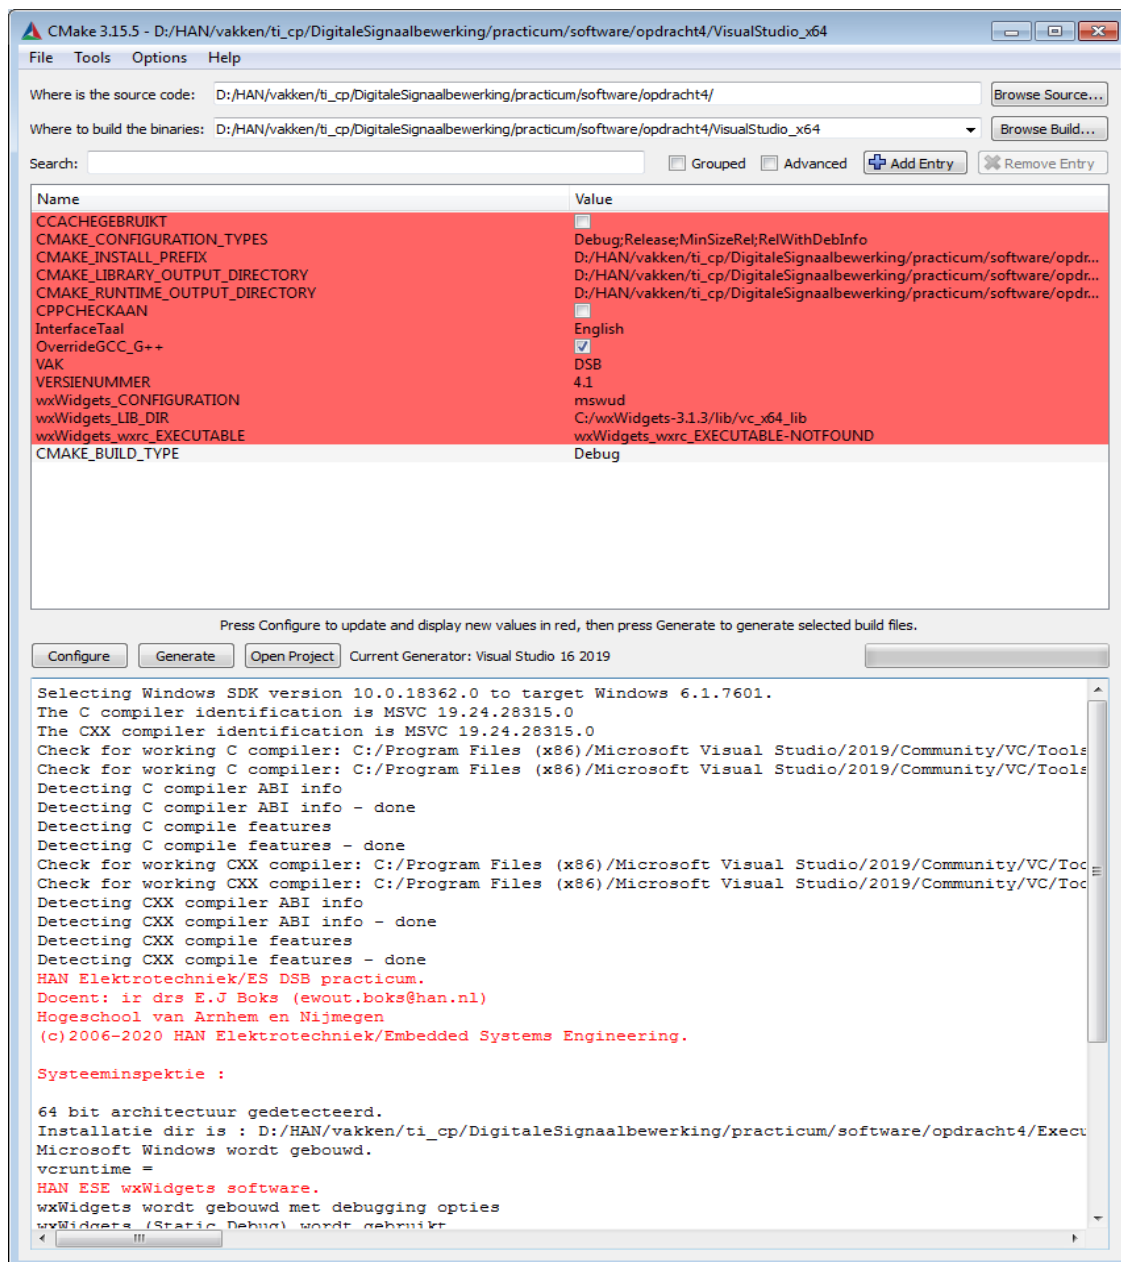 CMake 3.15.5 - D:/HAN/vakken/ti_cp/DigitaleSignaalbewerking/practicum/software/opdracht4/VisualStudio_x64
File Tools Options Help
Where is the source code: D:/HAN/vakken/ti_cp/DigitaleSignaalbewerking/practicum/software/opdracht4/ Browse Source...
Where to build the binaries: D:/HAN/vakken/ti_cp/DigitaleSignaalbewerking/practicum/software/opdracht4/VisualStudio_x64 Browse Build...
Search: Grouped Advanced Add Entry Remove Entry
Name Value
CCACHEGEBRUIKT
CMAKE_CONFIGURATION_TYPES Debug;Release;MinSizeRel;RelWithDebInfo
CMAKE_INSTALL_PREFIX D:/HAN/vakken/ti_cp/DigitaleSignaalbewerking/practicum/software/opdr...
CMAKE_LIBRARY_OUTPUT_DIRECTORY D:/HAN/vakken/ti_cp/DigitaleSignaalbewerking/practicum/software/opdr...
CMAKE_RUNTIME_OUTPUT_DIRECTORY D:/HAN/vakken/ti_cp/DigitaleSignaalbewerking/practicum/software/opdr...
CPPCHECKAAN
InterfaceTaal English
OverrideGCC_G++
VAK DSB
VERSIENUMMER 4.1
wxWidgets_CONFIGURATION mswud
wxWidgets_LIB_DIR C:/wxWidgets-3.1.3/lib/vc_x64_lib
wxWidgets_wxrc_EXECUTABLE wxWidgets_wxrc_EXECUTABLE-NOTFOUND
CMAKE_BUILD_TYPE Debug
Press Configure to update and display new values in red, then press Generate to generate selected build files.
Configure Generate Open Project Current Generator: Visual Studio 16 2019
Selecting Windows SDK version 10.0.18362.0 to target Windows 6.1.7601.
The C compiler identification is MSVC 19.24.28315.0
The CXX compiler identification is MSVC 19.24.28315.0
Check for working C compiler: C:/Program Files (x86)/Microsoft Visual Studio/2019/Community/VC/Tools
Check for working C compiler: C:/Program Files (x86)/Microsoft Visual Studio/2019/Community/VC/Tools
Detecting C compiler ABI info
Detecting C compiler ABI info - done
Detecting C compile features
Detecting C compile features - done
Check for working CXX compiler: C:/Program Files (x86)/Microsoft Visual Studio/2019/Community/VC/Too
Check for working CXX compiler: C:/Program Files (x86)/Microsoft Visual Studio/2019/Community/VC/Too
Detecting CXX compiler ABI info
Detecting CXX compiler ABI info - done
Detecting CXX compile features
Detecting CXX compile features - done
HAN Elektrotechniek/ES DSB practicum.
Docent: ir drs E.J Boks (ewout.boks@han.nl)
Hogeschool van Arnhem en Nijmegen
(c)2006-2020 HAN Elektrotechniek/Embedded Systems Engineering.
Systeeminspektie :
64 bit architectuur gedetecteerd.
Installatie dir is : D:/HAN/vakken/ti_cp/DigitaleSignaalbewerking/practicum/software/opdracht4/Execu
Microsoft Windows wordt gebouwd.
vcruntime =
HAN ESE wxWidgets software.
wxWidgets wordt gebouwd met debugging opties
wxWidgets (Static Debug) wordt gebruikt